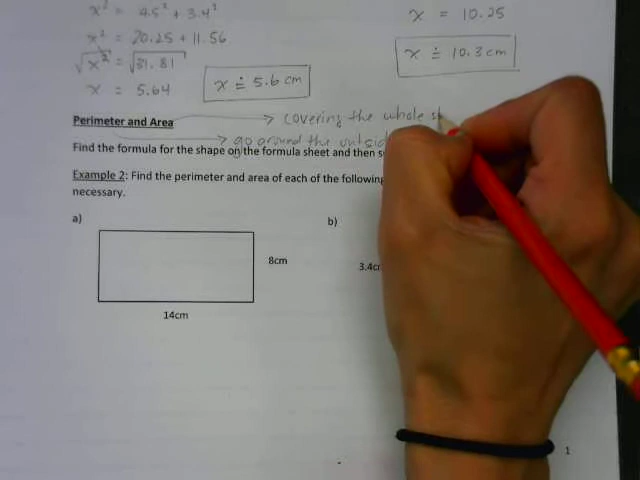 x² = 4.5² + 3.4²
x² = 20.25 + 11.56
√x² = √31.81
x = 5.64
x ≐ 5.6 cm
x = 10.25
x ≐ 10.3 cm
Perimeter and Area → covering the whole
→ go around the outsid
Find the formula for the shape on the formula sheet and then
Example 2: Find the perimeter and area of each of the following
necessary.
a)
8cm
14cm
b)
3.4c
1